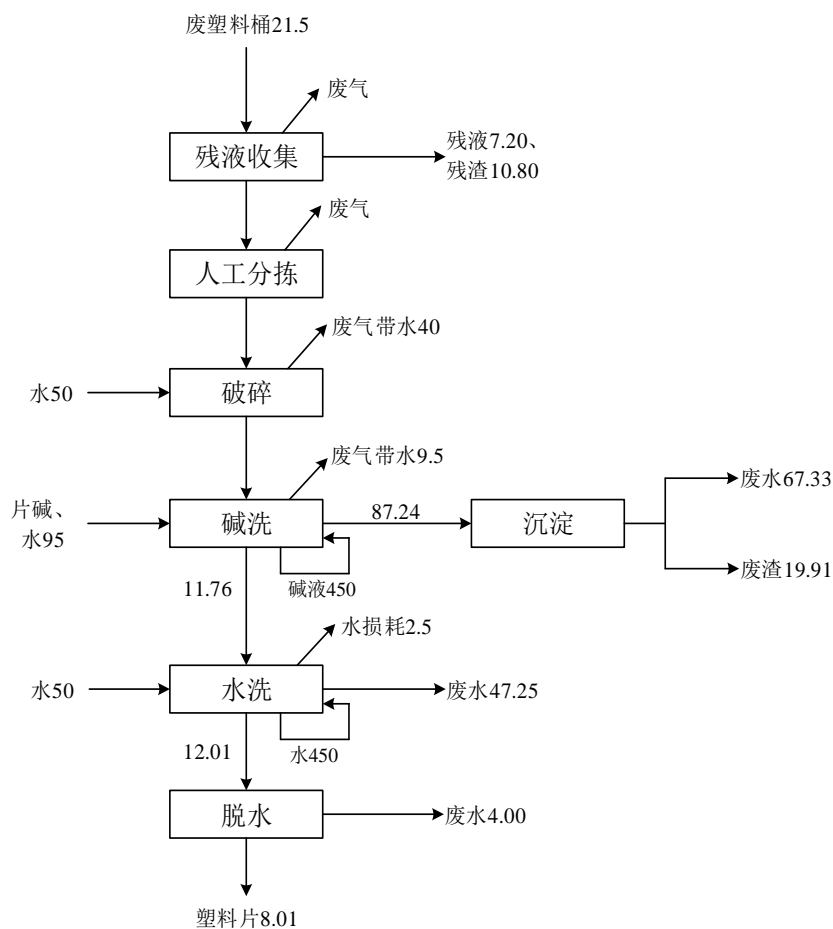 废塑料桶21.5
废气
残液收集
残液7.20、
残渣10.80
废气
人工分拣
废气带水40
水50
破碎
废气带水9.5
片碱、
水95
碱洗
87.24
沉淀
废水67.33
废渣19.91
碱液450
11.76
水损耗2.5
水50
水洗
废水47.25
水450
12.01
脱水
废水4.00
塑料片8.01